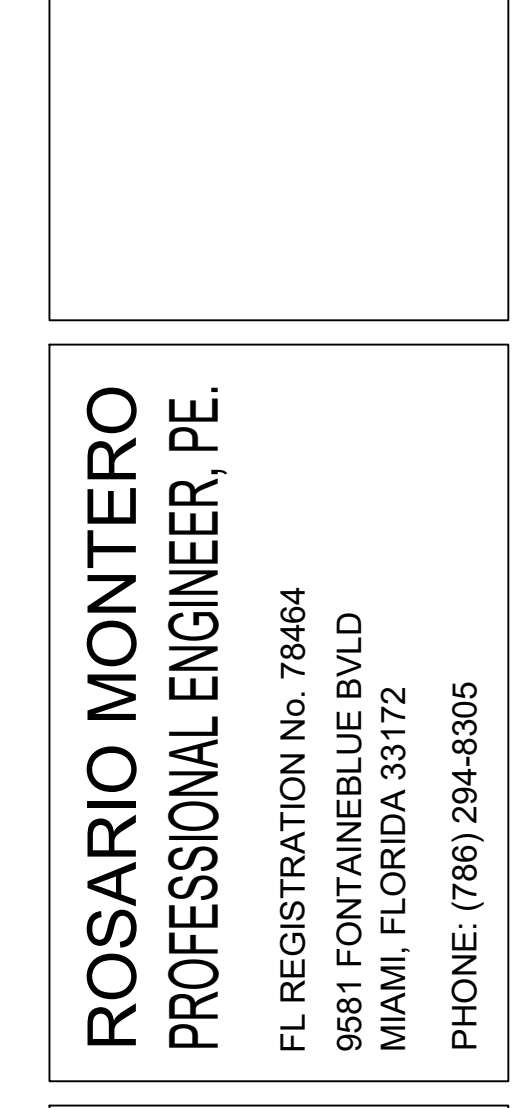 ROSARIO MONTERO
PROFESSIONAL ENGINEER, PE.
FL REGISTRATION No. 78464
9581 FONTAINEBLUE BVLD
MIAMI, FLORIDA 33172
PHONE: (786) 294-8305